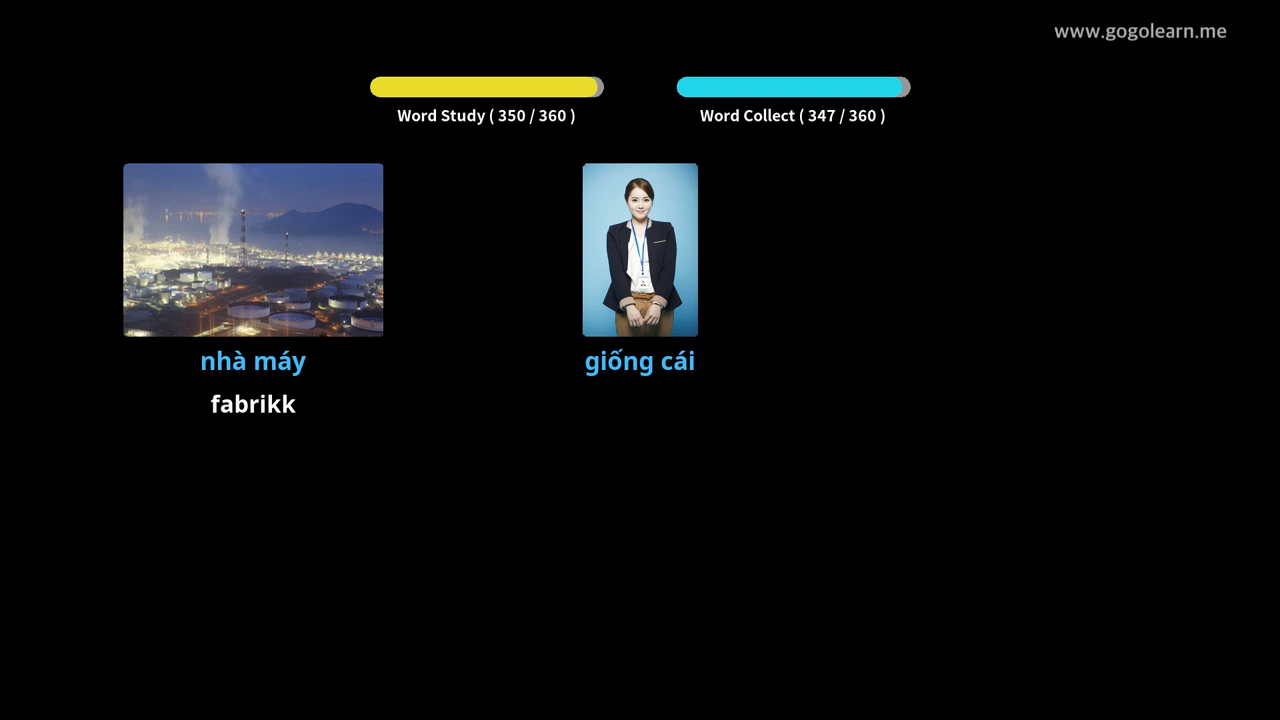 www.gogolearn.me
Word Study ( 350 / 360 )
Word Collect ( 347 / 360 )
nhà máy
fabrikk
giống cái